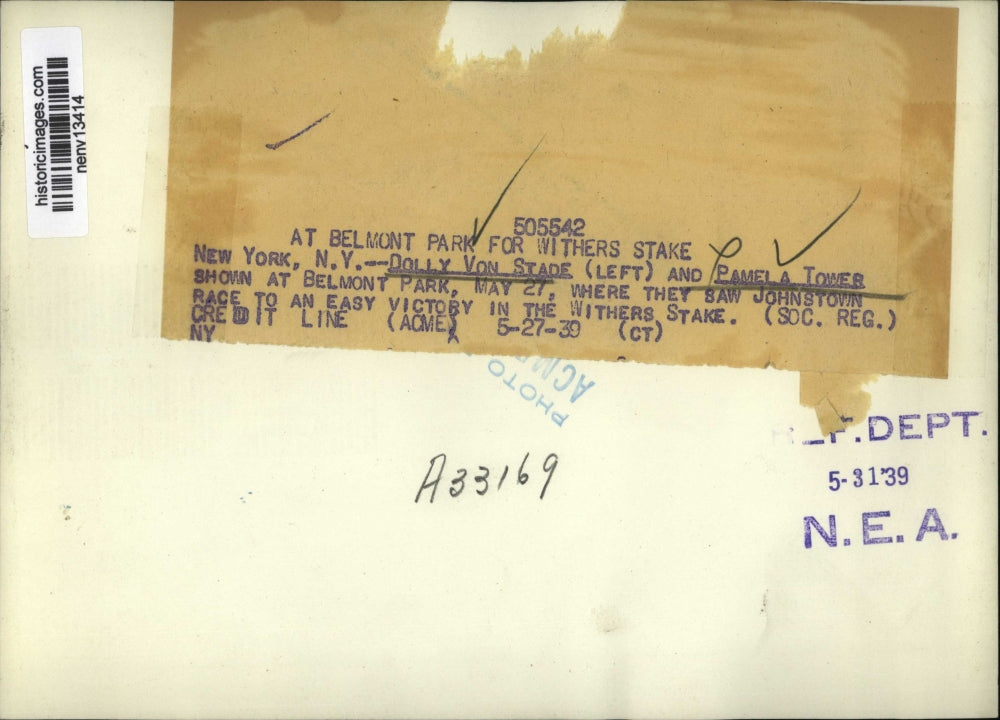 historicimages.com
nenv13414
505542
AT BELMONT PARK FOR WITHERS STAKE
NEW YORK, N.Y.--DOLLY VON STADE (LEFT) AND PAMELA TOWER
SHOWN AT BELMONT PARK, MAY 27, WHERE THEY SAW JOHNSTOWN
RACE TO AN EASY VICTORY IN THE WITHERS STAKE. (SOC. REG.)
CREDIT LINE (ACME) 5-27-39 (CT)
NY
PHOTO
ACME
A33169
DEPT.
5-31'39
N.E.A.